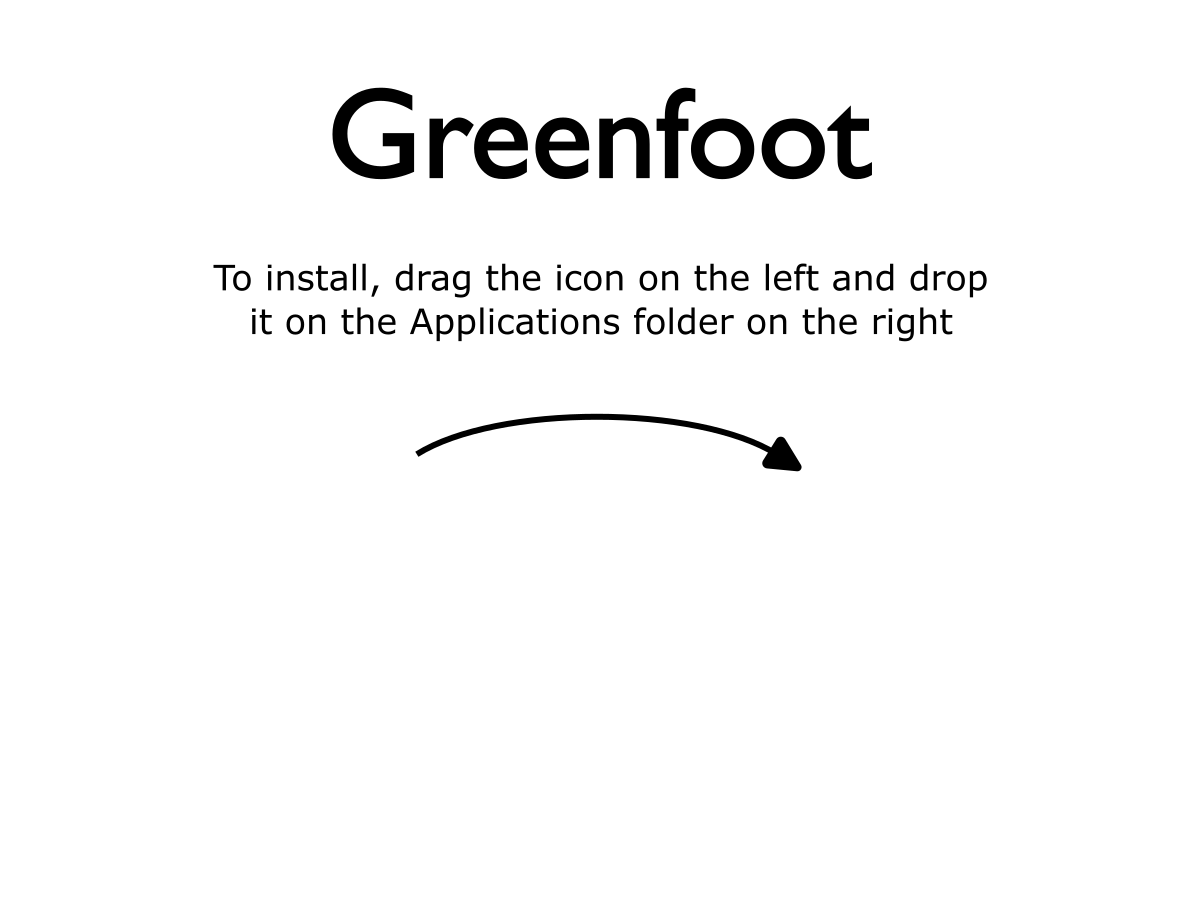 Greenfoot
To install, drag the icon on the left and drop
it on the Applications folder on the right